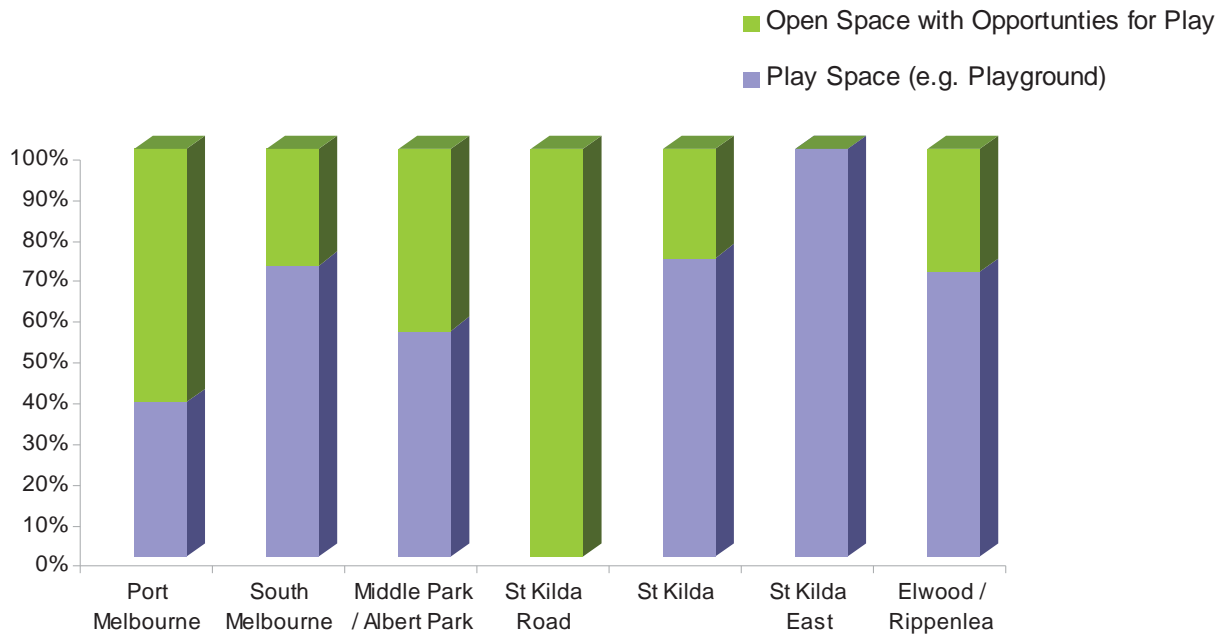 Open Space with Opportunties for Play
Play Space (e.g. Playground)
100%
90%
80%
70%
60%
50%
40%
30%
20%
10%
0%
Port Melbourne
South Melbourne
Middle Park / Albert Park
St Kilda Road
St Kilda
St Kilda East
Elwood / Rippenlea